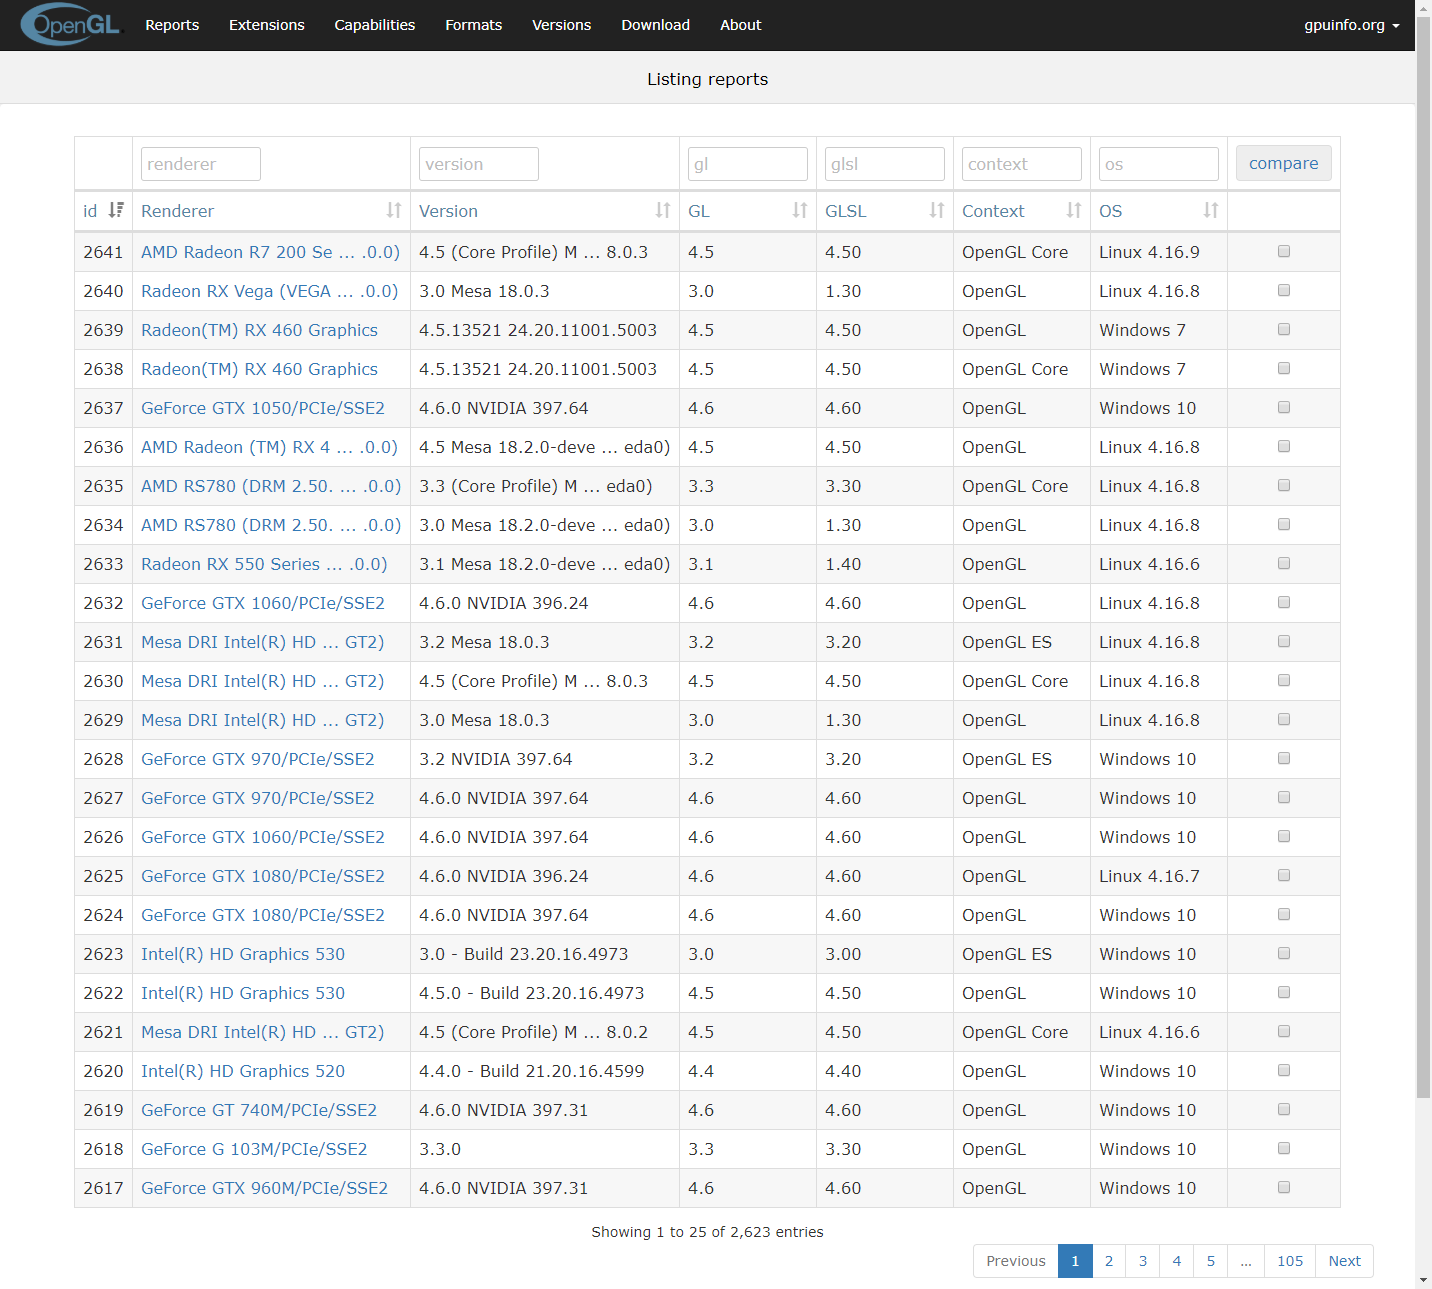 OpenGL Reports Extensions Capabilities Formats Versions Download About gpuinfo.org
Listing reports
renderer version gl glsl context os compare
id Renderer Version GL GLSL Context OS
2641 AMD Radeon R7 200 Se ... .0.0) 4.5 (Core Profile) M ... 8.0.3 4.5 4.50 OpenGL Core Linux 4.16.9
2640 Radeon RX Vega (VEGA ... .0.0) 3.0 Mesa 18.0.3 3.0 1.30 OpenGL Linux 4.16.8
2639 Radeon(TM) RX 460 Graphics 4.5.13521 24.20.11001.5003 4.5 4.50 OpenGL Windows 7
2638 Radeon(TM) RX 460 Graphics 4.5.13521 24.20.11001.5003 4.5 4.50 OpenGL Core Windows 7
2637 GeForce GTX 1050/PCIe/SSE2 4.6.0 NVIDIA 397.64 4.6 4.60 OpenGL Windows 10
2636 AMD Radeon (TM) RX 4 ... .0.0) 4.5 Mesa 18.2.0-deve ... eda0) 4.5 4.50 OpenGL Linux 4.16.8
2635 AMD RS780 (DRM 2.50. ... .0.0) 3.3 (Core Profile) M ... eda0) 3.3 3.30 OpenGL Core Linux 4.16.8
2634 AMD RS780 (DRM 2.50. ... .0.0) 3.0 Mesa 18.2.0-deve ... eda0) 3.0 1.30 OpenGL Linux 4.16.8
2633 Radeon RX 550 Series ... .0.0) 3.1 Mesa 18.2.0-deve ... eda0) 3.1 1.40 OpenGL Linux 4.16.6
2632 GeForce GTX 1060/PCIe/SSE2 4.6.0 NVIDIA 396.24 4.6 4.60 OpenGL Linux 4.16.8
2631 Mesa DRI Intel(R) HD ... GT2) 3.2 Mesa 18.0.3 3.2 3.20 OpenGL ES Linux 4.16.8
2630 Mesa DRI Intel(R) HD ... GT2) 4.5 (Core Profile) M ... 8.0.3 4.5 4.50 OpenGL Core Linux 4.16.8
2629 Mesa DRI Intel(R) HD ... GT2) 3.0 Mesa 18.0.3 3.0 1.30 OpenGL Linux 4.16.8
2628 GeForce GTX 970/PCIe/SSE2 3.2 NVIDIA 397.64 3.2 3.20 OpenGL ES Windows 10
2627 GeForce GTX 970/PCIe/SSE2 4.6.0 NVIDIA 397.64 4.6 4.60 OpenGL Windows 10
2626 GeForce GTX 1060/PCIe/SSE2 4.6.0 NVIDIA 397.64 4.6 4.60 OpenGL Windows 10
2625 GeForce GTX 1080/PCIe/SSE2 4.6.0 NVIDIA 396.24 4.6 4.60 OpenGL Linux 4.16.7
2624 GeForce GTX 1080/PCIe/SSE2 4.6.0 NVIDIA 397.64 4.6 4.60 OpenGL Windows 10
2623 Intel(R) HD Graphics 530 3.0 - Build 23.20.16.4973 3.0 3.00 OpenGL ES Windows 10
2622 Intel(R) HD Graphics 530 4.5.0 - Build 23.20.16.4973 4.5 4.50 OpenGL Windows 10
2621 Mesa DRI Intel(R) HD ... GT2) 4.5 (Core Profile) M ... 8.0.2 4.5 4.50 OpenGL Core Linux 4.16.6
2620 Intel(R) HD Graphics 520 4.4.0 - Build 21.20.16.4599 4.4 4.40 OpenGL Windows 10
2619 GeForce GT 740M/PCIe/SSE2 4.6.0 NVIDIA 397.31 4.6 4.60 OpenGL Windows 10
2618 GeForce G 103M/PCIe/SSE2 3.3.0 3.3 3.30 OpenGL Windows 10
2617 GeForce GTX 960M/PCIe/SSE2 4.6.0 NVIDIA 397.31 4.6 4.60 OpenGL Windows 10
Showing 1 to 25 of 2,623 entries
Previous 1 2 3 4 5 ... 105 Next